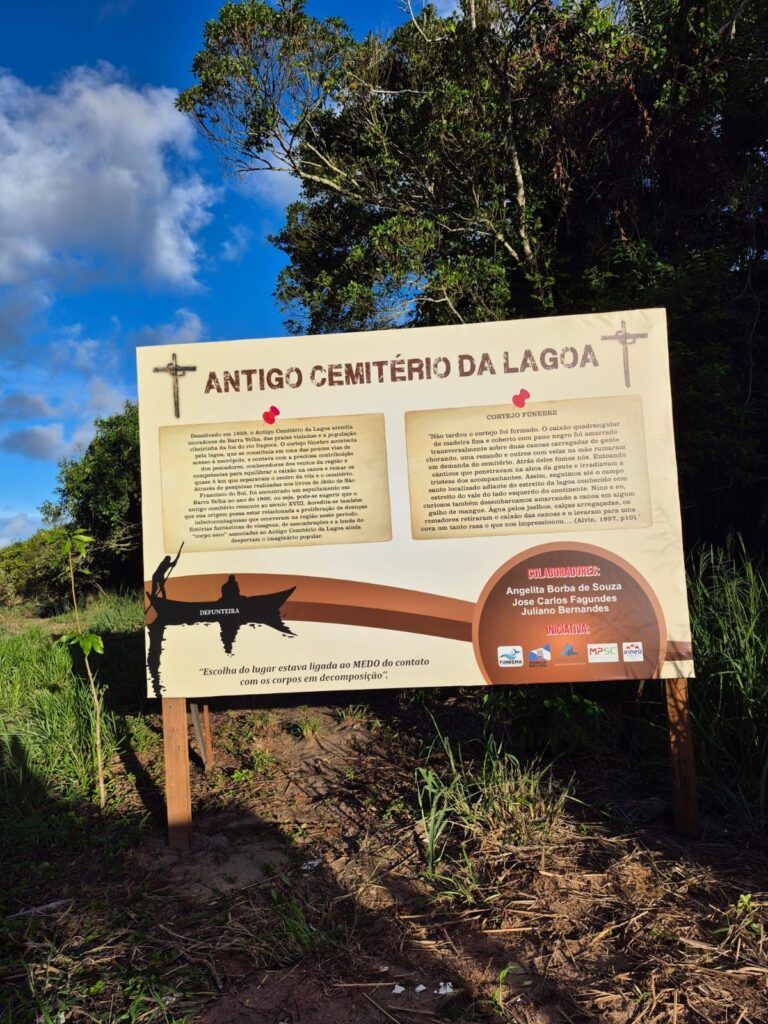 ANTIGO CEMITÉRIO DA LAGOA
Desativado em 1929, o Antigo Cemitério da Lagoa atendia
moradores de Barra Velha, das praias vizinhas e a população
ribeirinha da foz do rio Itapocu. O cortejo fúnebre acontecia
pela lagoa, que se constituía em uma das poucas vias de
acesso à necrópole, e contava com a preciosa contribuição
dos pescadores, conhecedores dos ventos da região e
competentes para equilibrar o caixão na canoa e remar os
quase 5 km que separavam o centro da vila e o cemitério.
Através de pesquisas realizadas nos livros de óbito de São
Francisco do Sul, foi encontrado um sepultamento em
Barra Velha no ano de 1800, ou seja, pode-se sugerir que o
antigo cemitério remonte ao século XVIII. Acredita-se também
que sua origem possa estar relacionada a proliferação de doenças
infectocontagiosas que ocorreram na região neste período.
Estórias fantásticas de visagens, de assombrações e a lenda do
"corpo seco" associadas ao Antigo Cemitério da Lagoa ainda
despertam o imaginário popular.
CORTEJO FÚNEBRE
"Não tardou o cortejo foi formado. O caixão quadrangular
de madeira fina e coberto com pano negro foi amarrado
transversalmente sobre duas canoas carregadas de gente
chorando, uma rezando e outros com velas na mão rumaram
em demanda do cemitério. Atrás deles fomos nós. Entoando
cânticos que penetravam na alma da gente e irradiavam a
tristeza dos acompanhantes. Assim, seguimos até o campo
santo localizado adiante do estreito da lagoa conhecido com
estreito do vale do lado esquerdo do continente. Nino e eu,
curiosos também desembarcamos amarrando a canoa em algum
galho de mangue. Água pelos joelhos, calças arregaçadas,
remadores retiraram o caixão das canoas e o levaram para uma
cova um tanto rasa o que nos impressionou.... (Alvin, 1997, p10)."
DEFUNTEIRA
"Escolha do lugar estava ligada ao MEDO do contato
com os corpos em decomposição".
COLABORADORES:
Angelita Borba de Souza
Jose Carlos Fagundes
Juliano Bernandes
INICIATIVA:
FUNDEMA
MPSC